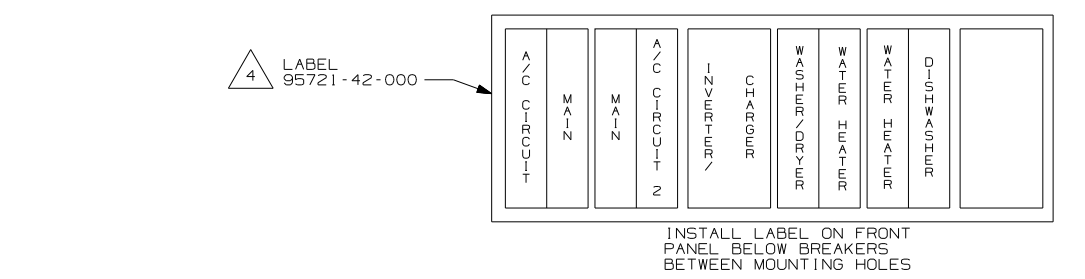 4
LABEL
95721-42-000
A/C CIRCUIT
MAIN
MAIN
A/C CIRCUIT 2
INVERTER/
CHARGER
WASHER/DRYER
WATER HEATER
WATER HEATER
DISHWASHER
INSTALL LABEL ON FRONT
PANEL BELOW BREAKERS
BETWEEN MOUNTING HOLES